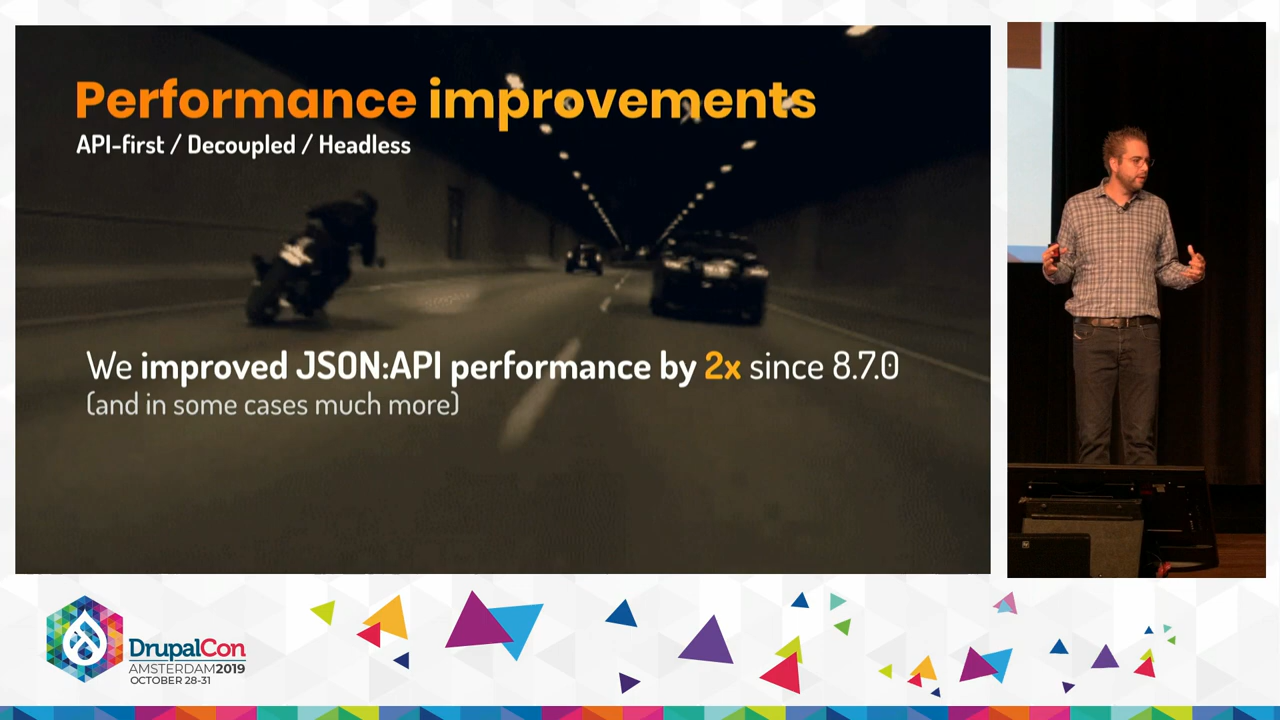 Performance improvements
API-first / Decoupled / Headless
We improved JSON:API performance by 2x since 8.7.0
(and in some cases much more)
DrupalCon
AMSTERDAM2019
OCTOBER 28-31